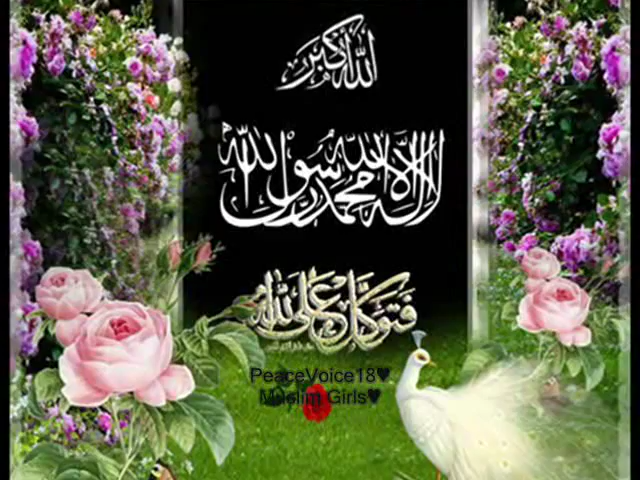 الله أكبر
لا إله إلا الله محمد رسول الله
فتوكل على الله
PeaceVoice18♥
Muslim Girls♥